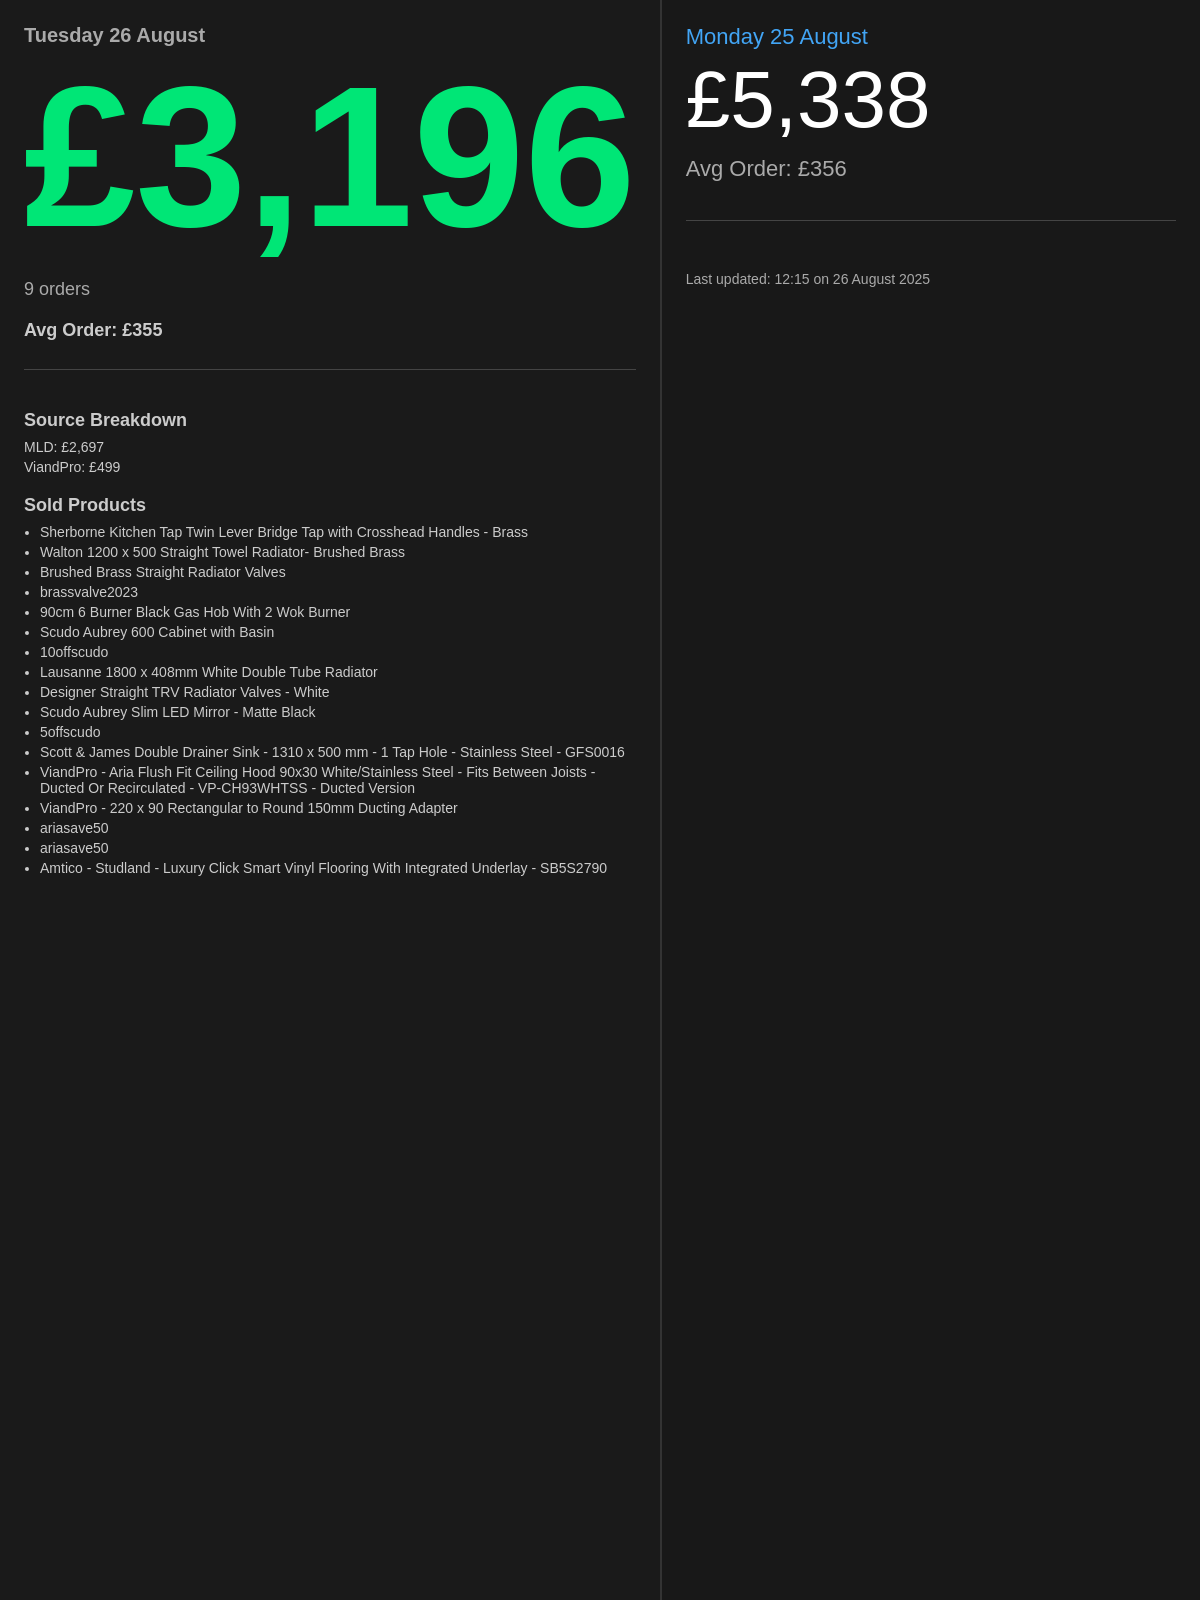 Tuesday 26 August
£3,196
9 orders
Avg Order: £355
Source Breakdown
MLD: £2,697
ViandPro: £499
Sold Products
• Sherborne Kitchen Tap Twin Lever Bridge Tap with Crosshead Handles - Brass
• Walton 1200 x 500 Straight Towel Radiator- Brushed Brass
• Brushed Brass Straight Radiator Valves
• brassvalve2023
• 90cm 6 Burner Black Gas Hob With 2 Wok Burner
• Scudo Aubrey 600 Cabinet with Basin
• 10offscudo
• Lausanne 1800 x 408mm White Double Tube Radiator
• Designer Straight TRV Radiator Valves - White
• Scudo Aubrey Slim LED Mirror - Matte Black
• 5offscudo
• Scott & James Double Drainer Sink - 1310 x 500 mm - 1 Tap Hole - Stainless Steel - GFS0016
• ViandPro - Aria Flush Fit Ceiling Hood 90x30 White/Stainless Steel - Fits Between Joists -
Ducted Or Recirculated - VP-CH93WHTSS - Ducted Version
• ViandPro - 220 x 90 Rectangular to Round 150mm Ducting Adapter
• ariasave50
• ariasave50
• Amtico - Studland - Luxury Click Smart Vinyl Flooring With Integrated Underlay - SB5S2790
Monday 25 August
£5,338
Avg Order: £356
Last updated: 12:15 on 26 August 2025